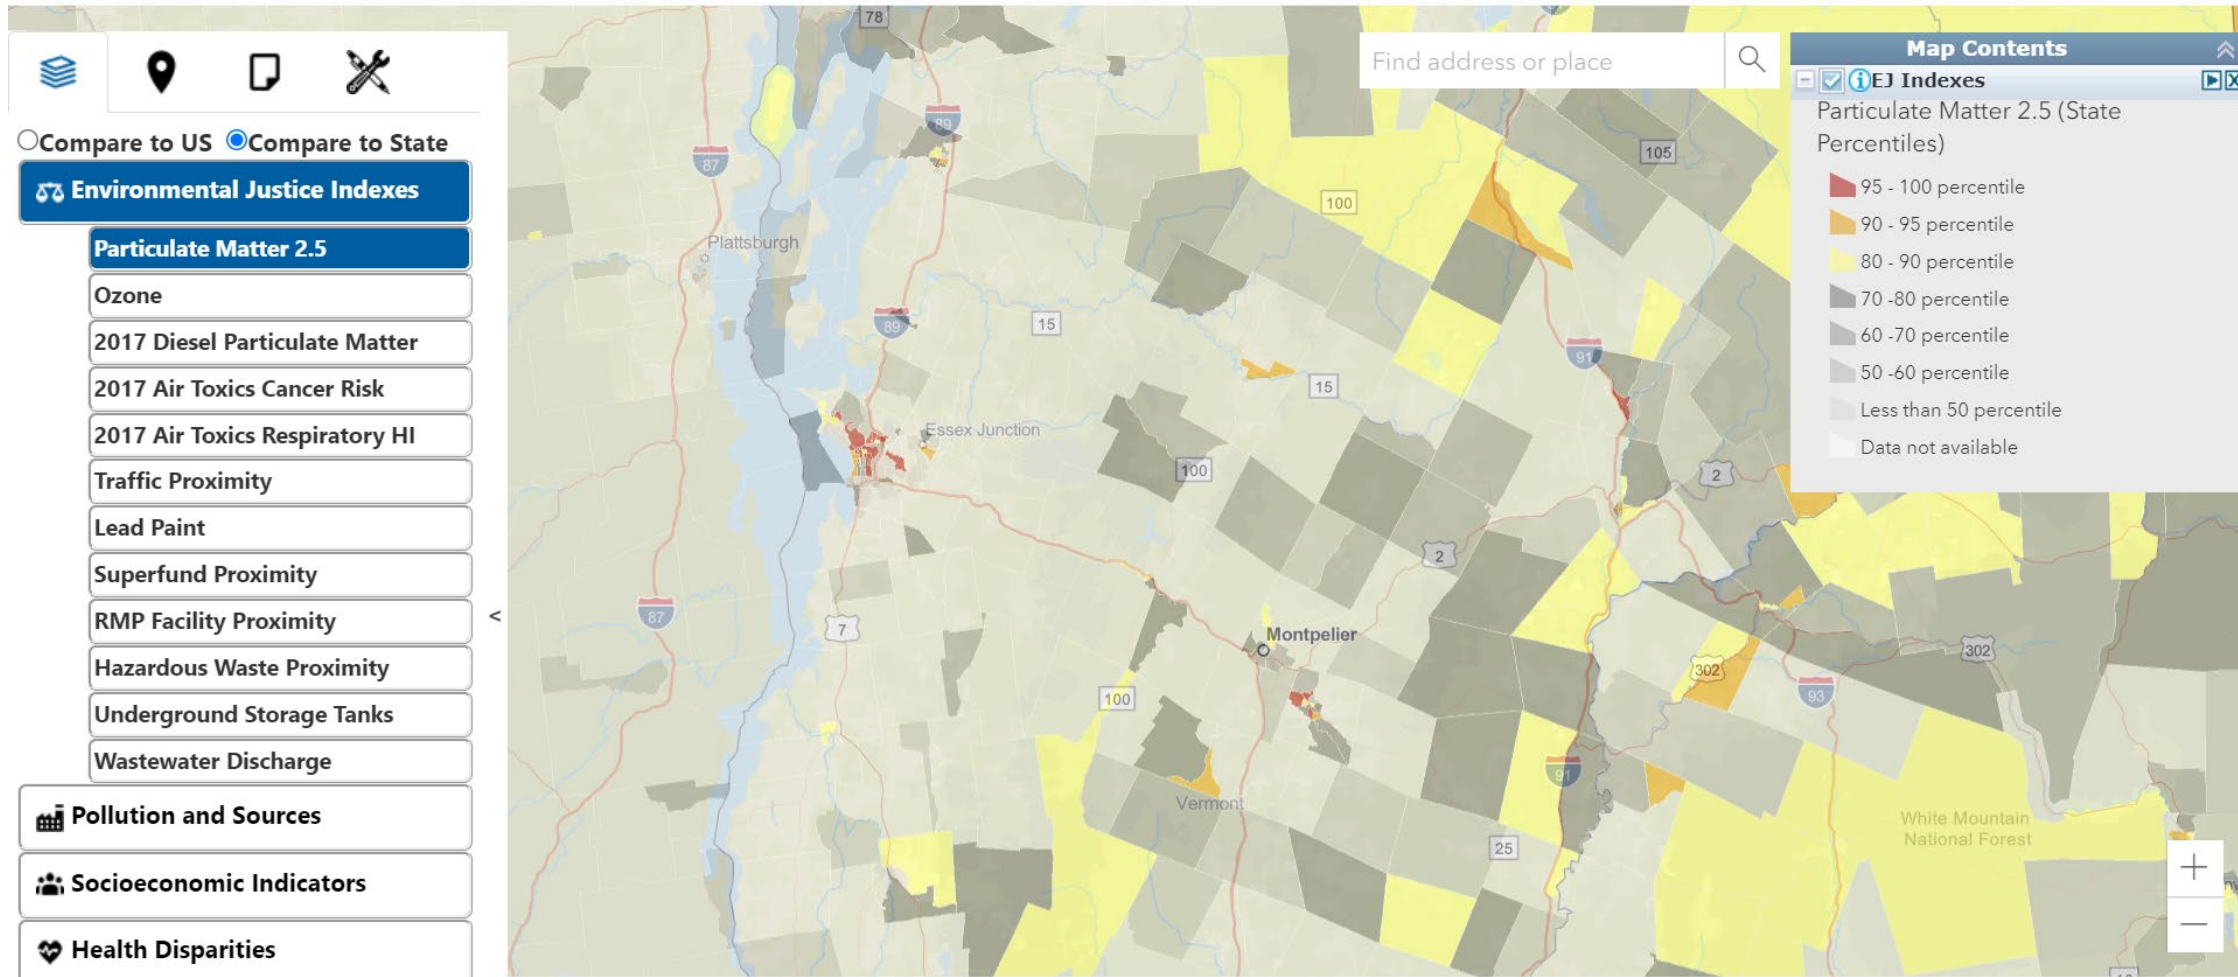 Compare to US Compare to State
Environmental Justice Indexes
Particulate Matter 2.5
Ozone
2017 Diesel Particulate Matter
2017 Air Toxics Cancer Risk
2017 Air Toxics Respiratory HI
Traffic Proximity
Lead Paint
Superfund Proximity
RMP Facility Proximity
Hazardous Waste Proximity
Underground Storage Tanks
Wastewater Discharge
Pollution and Sources
Socioeconomic Indicators
Health Disparities
<
78
89
87
Plattsburgh
89
15
Essex Junction
100
15
91
105
100
2
2
87
7
Montpelier
100
302
302
93
91
Vermont
25
White Mountain
National Forest
Find address or place
Map Contents
EJ Indexes
Particulate Matter 2.5 (State
Percentiles)
95 - 100 percentile
90 - 95 percentile
80 - 90 percentile
70 -80 percentile
60 -70 percentile
50 -60 percentile
Less than 50 percentile
Data not available
+
−